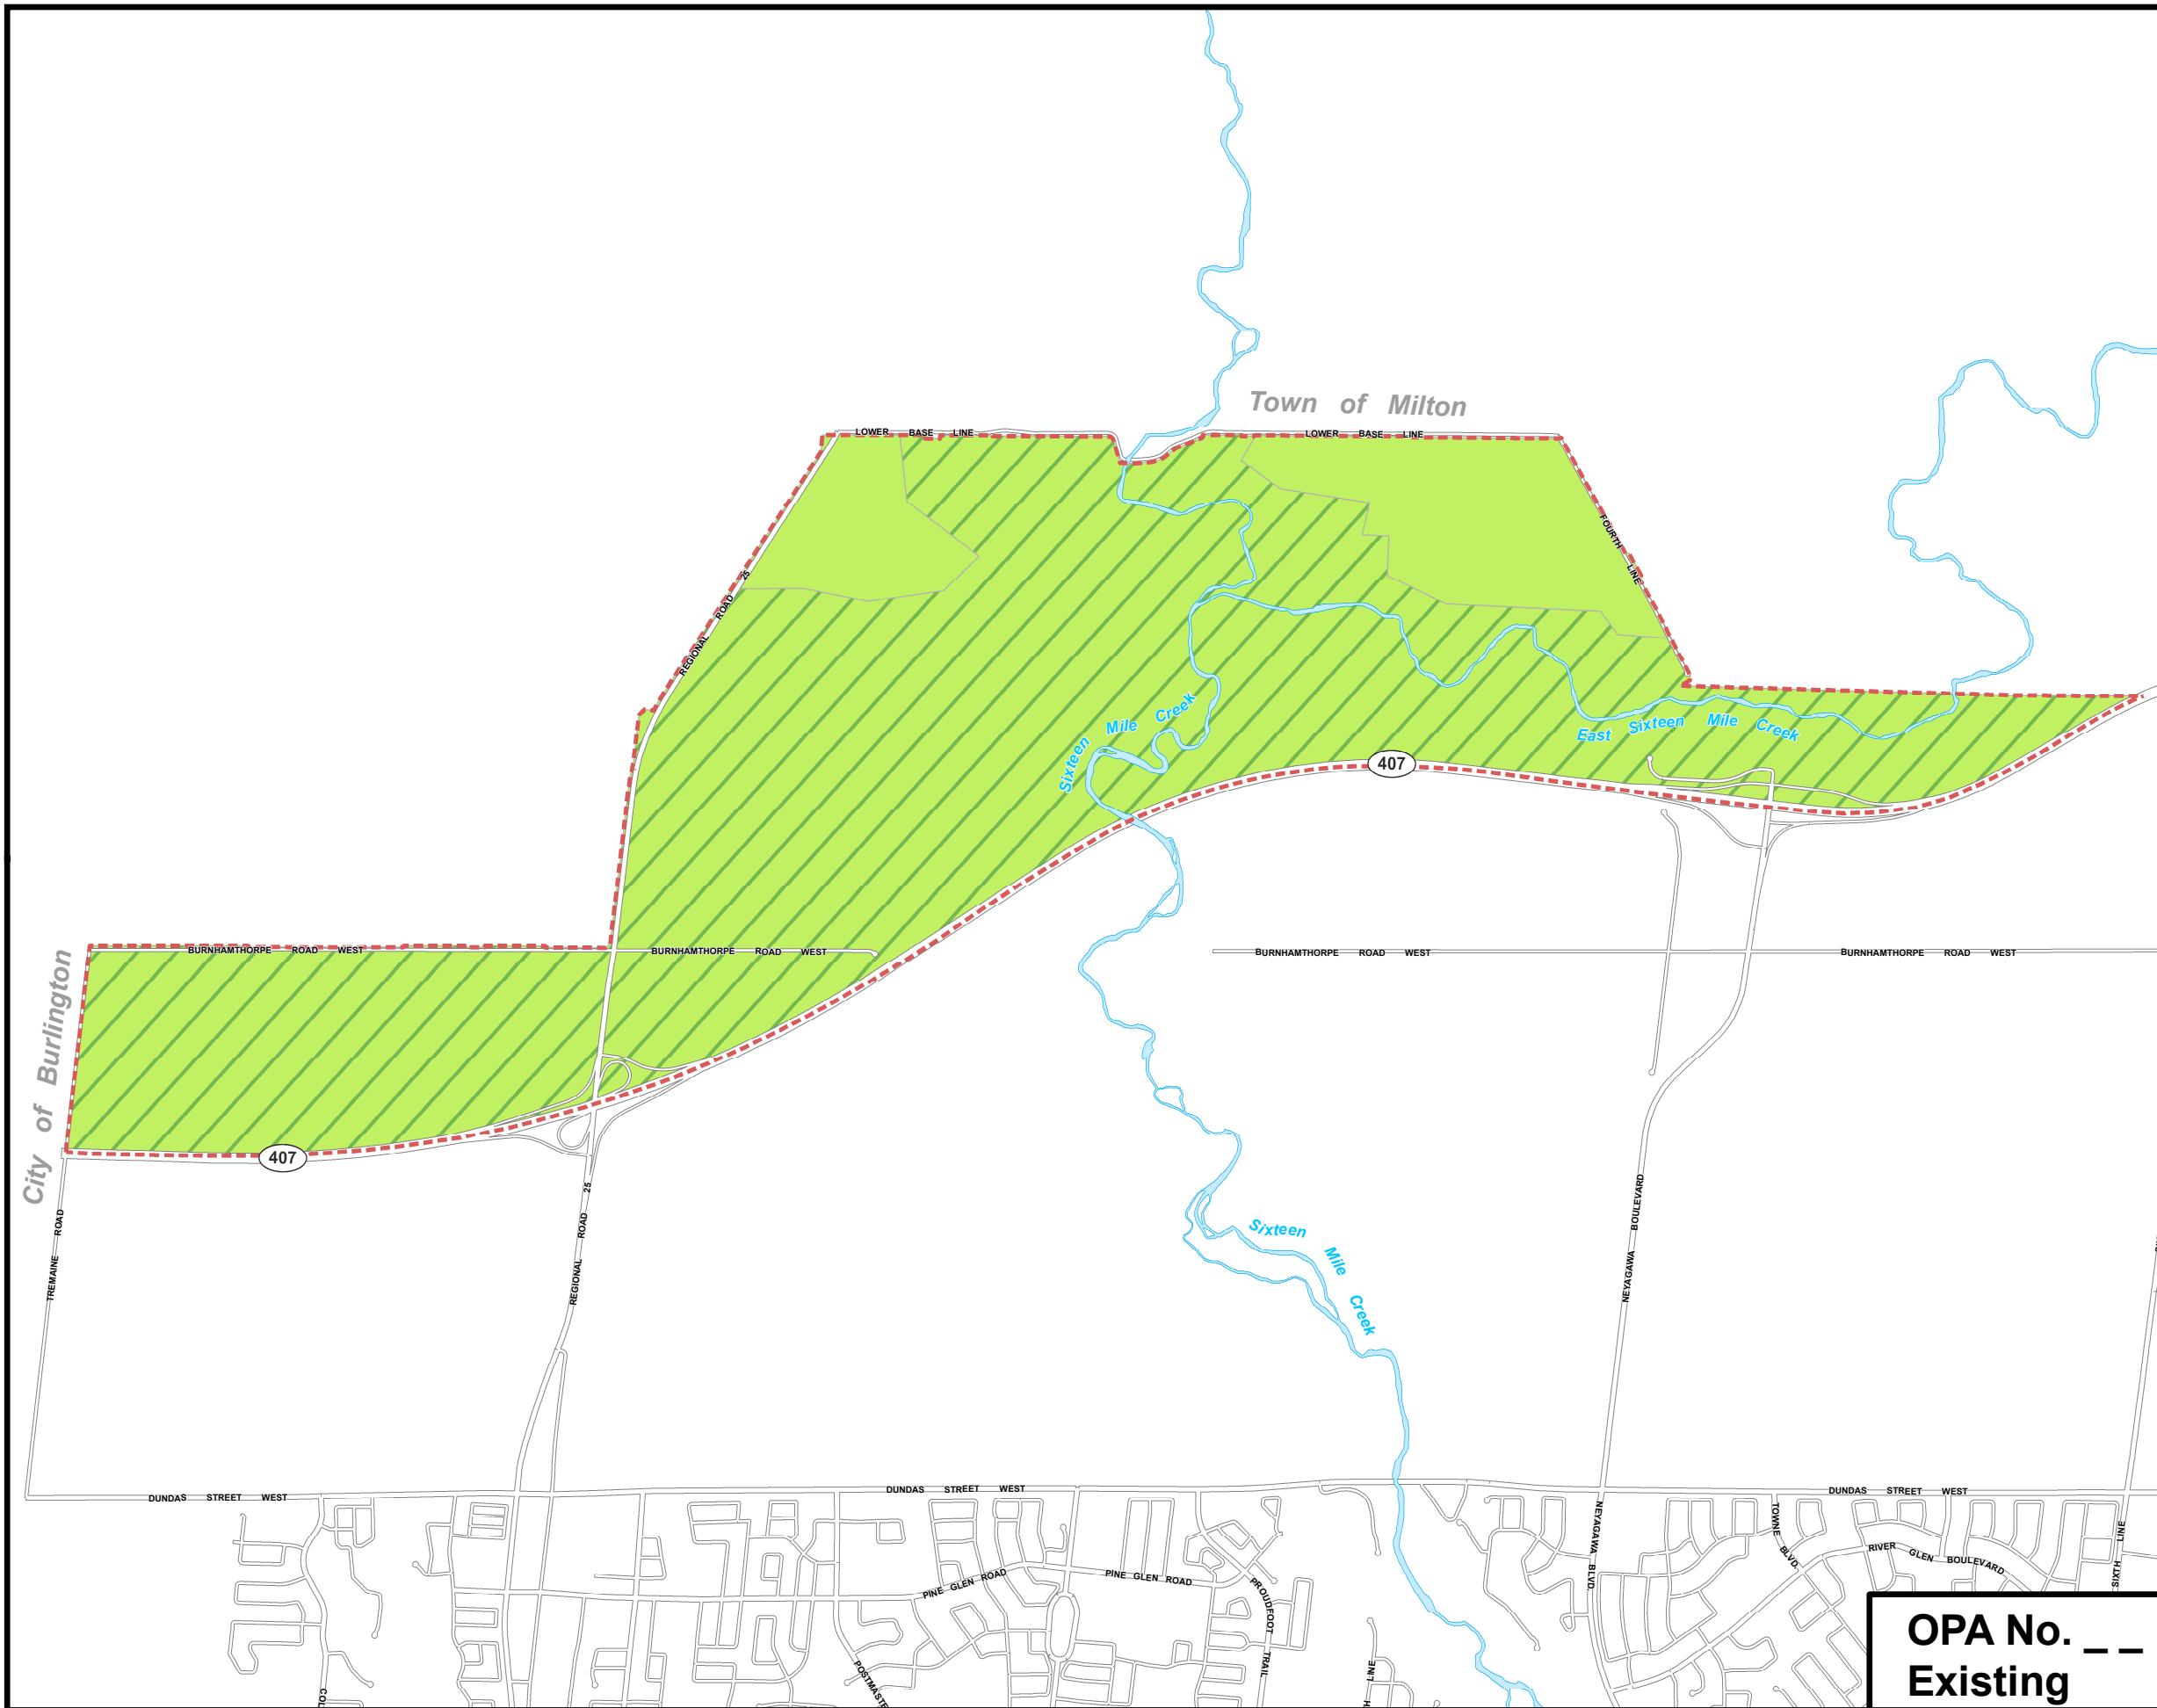 Town of Milton
LOWER BASE LINE
LOWER BASE LINE
FOURTH LINE
REGIONAL ROAD 25
Sixteen Mile Creek
East Sixteen Mile Creek
407
City of Burlington
BURNHAMTHORPE ROAD WEST
BURNHAMTHORPE ROAD WEST
BURNHAMTHORPE ROAD WEST
BURNHAMTHORPE ROAD WEST
407
TREMAINE ROAD
REGIONAL ROAD 25
NEYAGAWA BOULEVARD
Sixteen Mile Creek
DUNDAS STREET WEST
DUNDAS STREET WEST
DUNDAS STREET WEST
NEYAGAWA BLVD
TOWNE BLVD
RIVER GLEN BOULEVARD
SIXTH LINE
PINE GLEN ROAD
PINE GLEN ROAD
PROUDFOOT TRAIL
POSTMASTE
COL
H LINE
OPA No. _ _
Existing